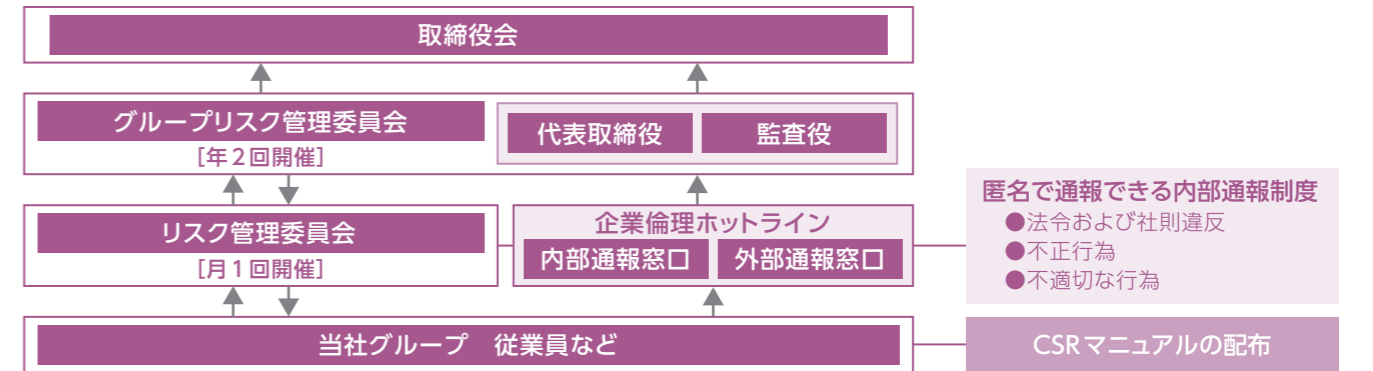 取締役会
グループリスク管理委員会
［年2回開催］
代表取締役
監査役
リスク管理委員会
［月1回開催］
企業倫理ホットライン
内部通報窓口
外部通報窓口
匿名で通報できる内部通報制度
●法令および社則違反
●不正行為
●不適切な行為
当社グループ　従業員など
CSRマニュアルの配布